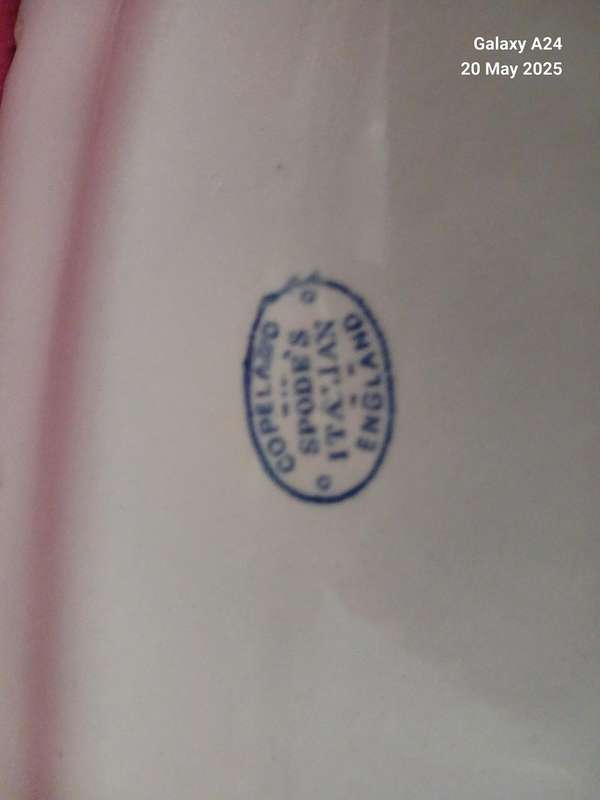 Galaxy A24
20 May 2025
COPELAND
SPODE'S
ITALIAN
ENGLAND